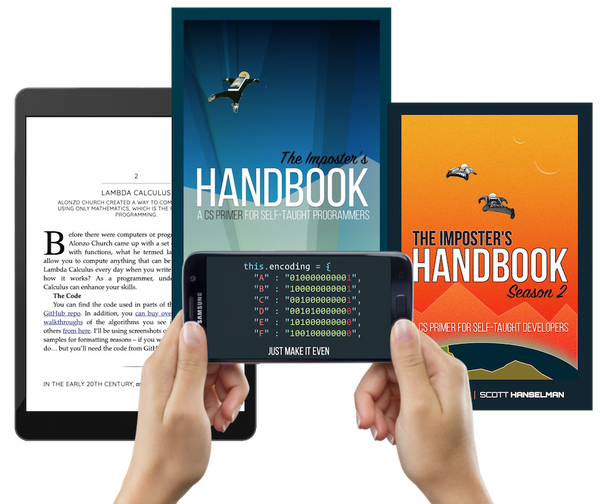 2
LAMBDA CALCULUS
ALONZO CHURCH CREATED A WAY TO COM
USING ONLY MATHEMATICS, WHICH IS THE
PROGRAMMING.
Before there were computers or progr
Alonzo Church came up with a set o
with functions, what he termed la
allow you to compute anything that can be
Lambda Calculus every day when you write
how it works? As a programmer, und
Calculus can enhance your skills.
The Code
You can find the code used in parts of th
GitHub repo. In addition, you can buy over
walkthroughs of the algorithms you see
others from here. I'll be using screenshots o
samples for formatting reasons – if you w
do… but you'll need the code from GitH
IN THE EARLY 20TH CENTURY, m
The Imposter's
HANDBOOK
A CS PRIMER FOR SELF-TAUGHT PROGRAMMERS
SAMSUNG
this.encoding = {
"A" : "01000000001",
"B" : "10000000001",
"C" : "00100000001",
"D" : "00101000000",
"E" : "10100000000",
"F" : "01101000000",
JUST MAKE IT EVEN
THE IMPOSTER'S
HANDBOOK
Season 2
CS PRIMER FOR SELF-TAUGHT DEVELOPERS
| SCOTT HANSELMAN